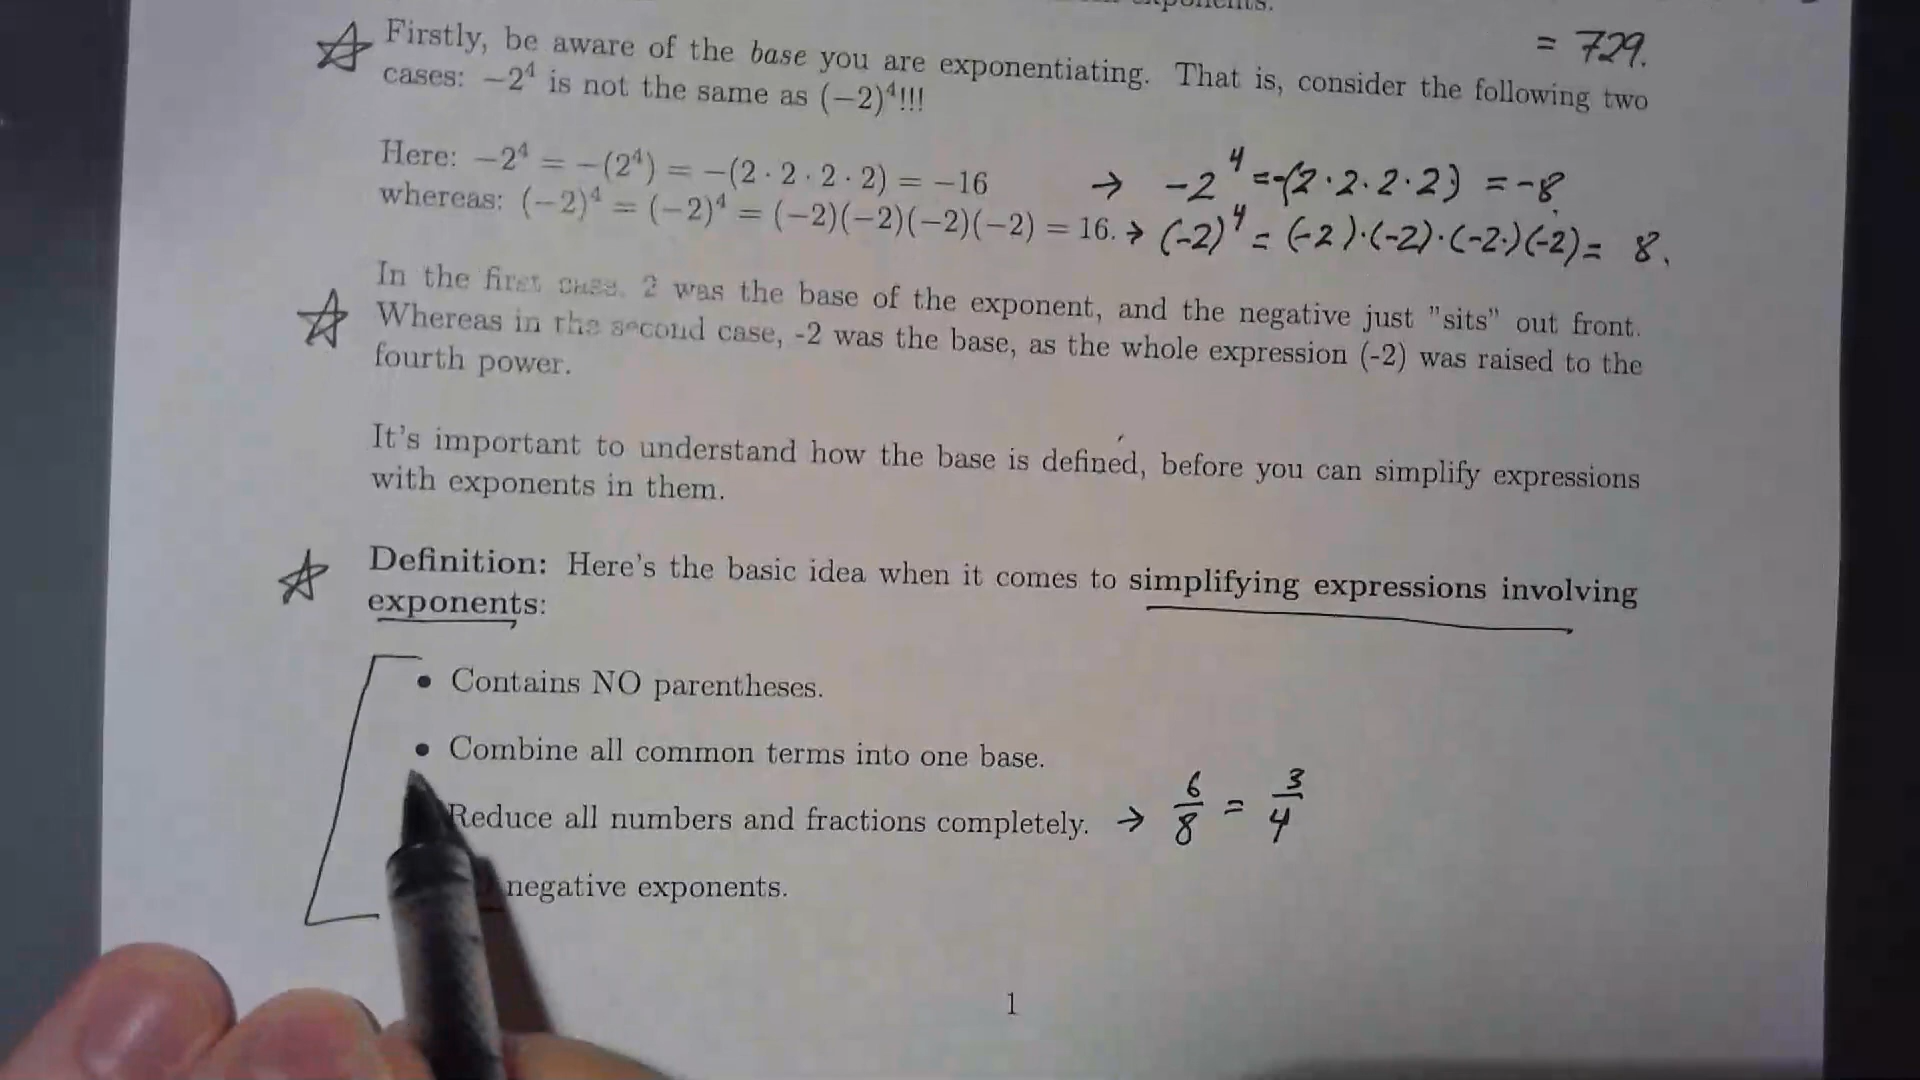 exponents.
= 729.
Firstly, be aware of the base you are exponentiating. That is, consider the following two
cases: −2⁴ is not the same as (−2)⁴!!!
Here: −2⁴ = −(2⁴) = −(2 · 2 · 2 · 2) = −16 → -2⁴ = -(2·2·2·2) = -8
whereas: (−2)⁴ = (−2)⁴ = (−2)(−2)(−2)(−2) = 16. → (-2)⁴ = (-2)·(-2)·(-2·)(-2) = 8.
In the first case, 2 was the base of the exponent, and the negative just "sits" out front.
Whereas in the second case, -2 was the base, as the whole expression (-2) was raised to the
fourth power.
It's important to understand how the base is defined, before you can simplify expressions
with exponents in them.
Definition: Here's the basic idea when it comes to simplifying expressions involving
exponents:
• Contains NO parentheses.
• Combine all common terms into one base.
Reduce all numbers and fractions completely. → 6/8 = 3/4
negative exponents.
1